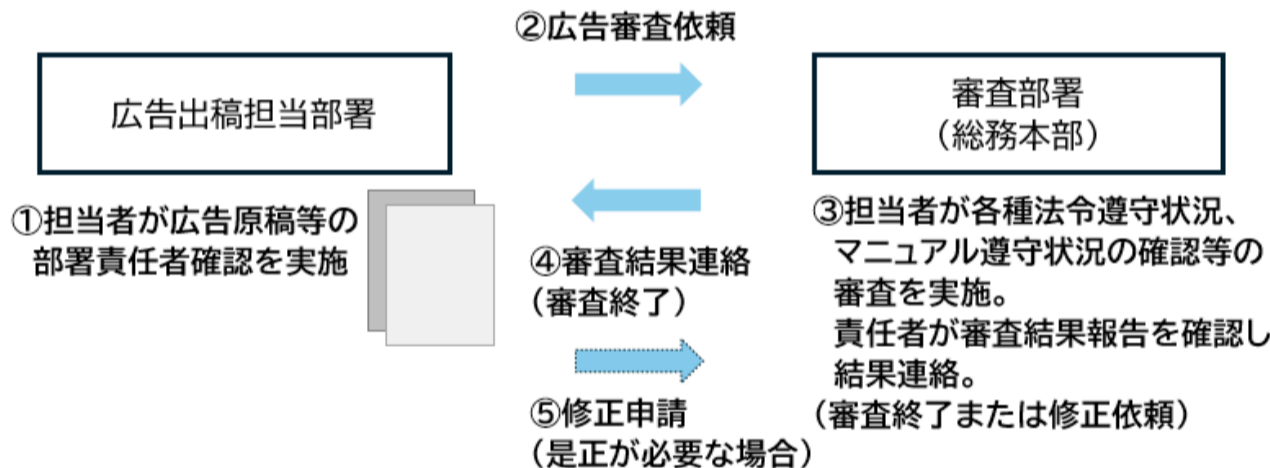 ②広告審査依頼
広告出稿担当部署
審査部署
（総務本部）
①担当者が広告原稿等の
部署責任者確認を実施
④審査結果連絡
（審査終了）
⑤修正申請
（是正が必要な場合）
③担当者が各種法令遵守状況、
マニュアル遵守状況の確認等の
審査を実施。
責任者が審査結果報告を確認し
結果連絡。
（審査終了または修正依頼）